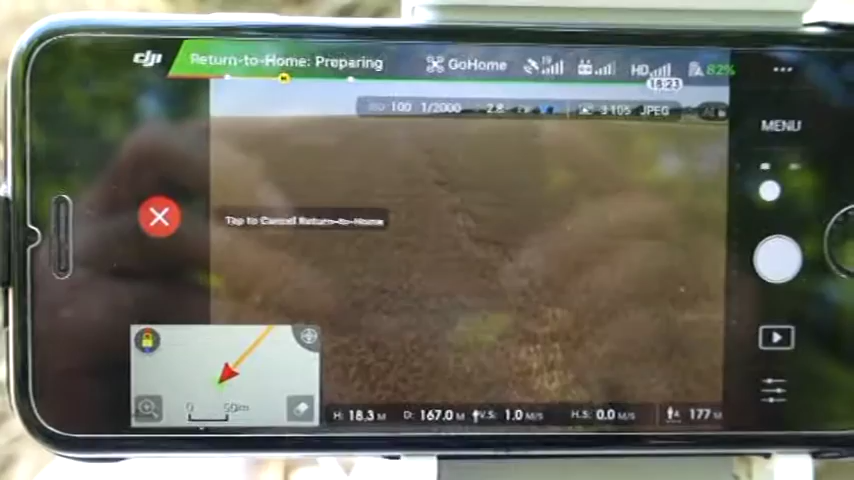 dji Return-to-Home: Preparing GoHome HD 82%
18:23
ISO 100 1/2000 2.8 3105 JPEG
MENU
Tap to Cancel Return-to-Home
0 50m
H: 18.3 M D: 167.0 M V.S: 1.0 M/S H.S: 0.0 M/S 177 M